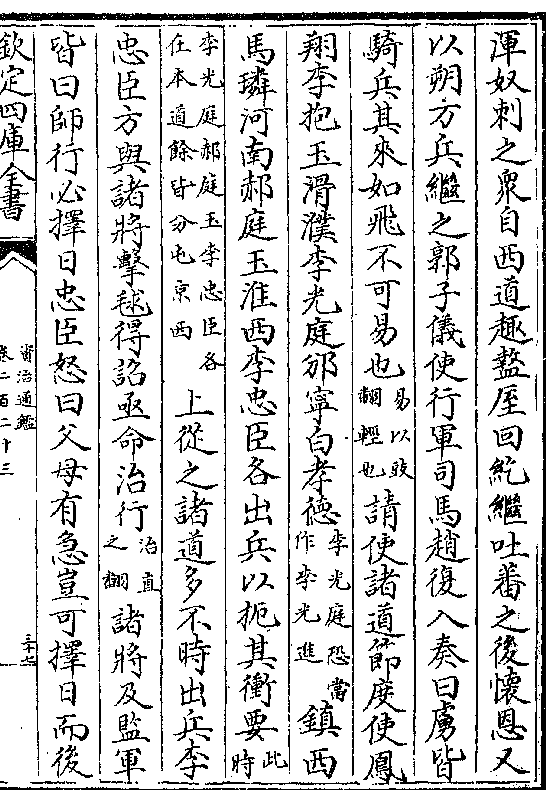 渾奴刺之衆自西道趣盩厔回紇繼吐蕃之後懷恩又
以朔方兵繼之郭子儀使行軍司馬趙復入奏曰虜皆
騎兵其來如飛不可易也易以豉翻輕也請使諸道節度使鳳
翔李抱玉滑濮李光庭邠寧白孝德李光庭恐當作李光進鎮西
馬璘河南郝庭玉淮西李忠臣各出兵以扼其衝要此時
李光庭郝庭玉李忠臣各仕本道餘皆分屯京西上從之諸道多不時出兵李
忠臣方與諸將擊毬得詔亟命治行治直之翻諸將及監軍
皆曰師行必擇日忠臣怒曰父母有急豈可擇日而後
欽定四庫全書
資治通鑑
卷二百二十三
三十七